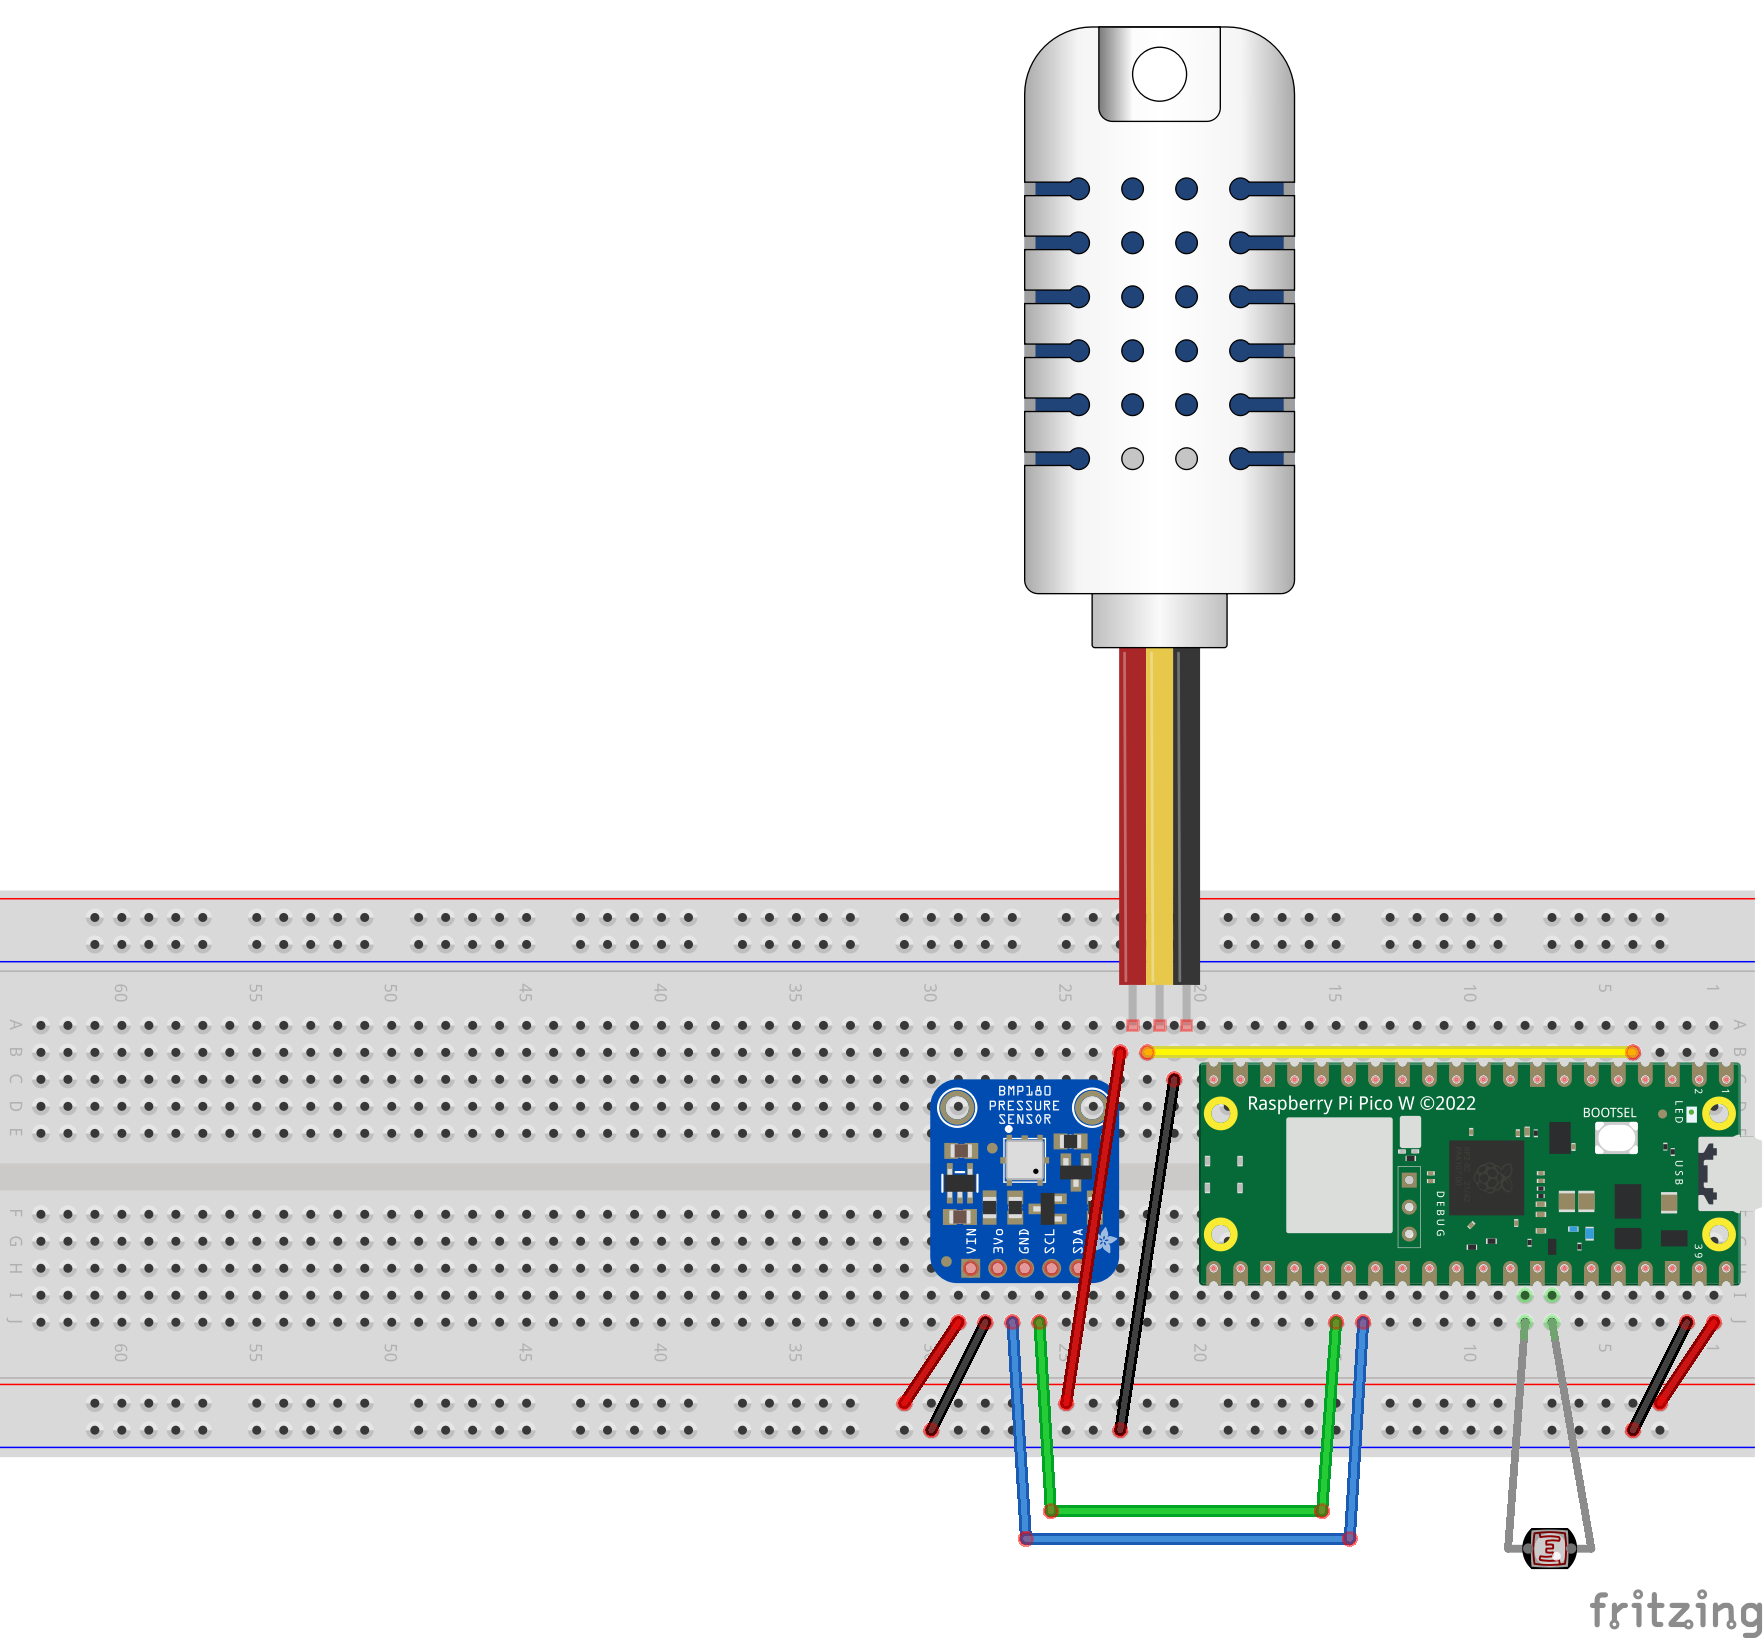 60 55 50 45 40 35 30 25 20 15 10 5 1
A A
B B
C
D
E
BMP180
PRESSURE
SENSOR
VIN 3Vo GND SCL SDA
Raspberry Pi Pico W ©2022
BOOTSEL
LED
2 1
USB
DEBUG
39
F
G
H
I I
J J
60 55 50 45 40 35 20 10 5 1
fritzing